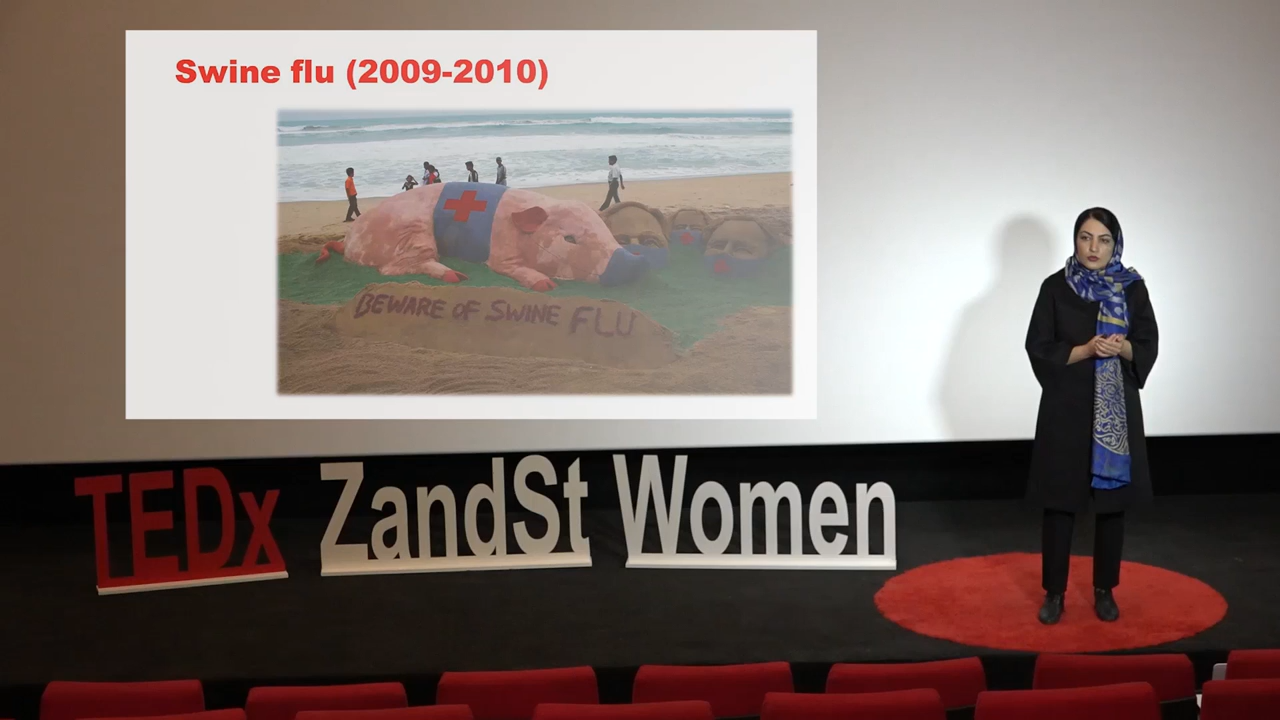 Swine flu (2009-2010)
BEWARE OF SWINE FLU
TEDx ZandSt Women